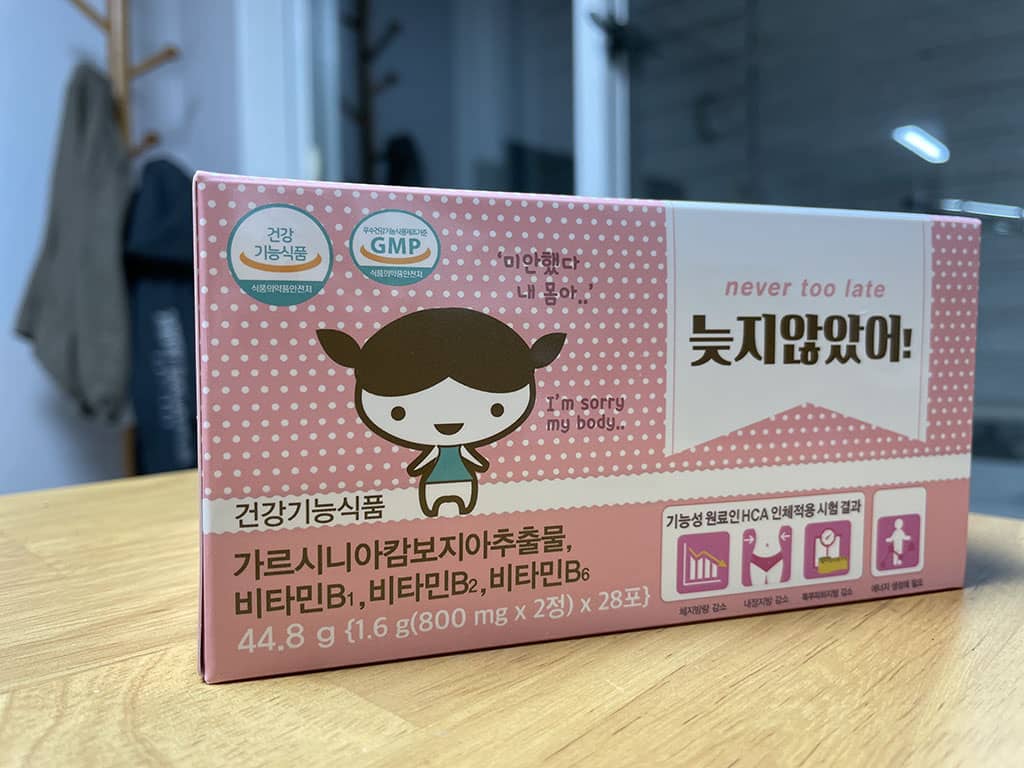 건강
기능식품
식품의약품안전처
우수건강기능식품제조기준
GMP
식품의약품안전처
'미안했다
내 몸아..'
I'm sorry
my body..
never too late
늦지않았어!
건강기능식품
가르시니아캄보지아추출물,
비타민B1, 비타민B2, 비타민B6
44.8 g {1.6 g(800 mg x 2정) x 28포}
기능성 원료인 HCA 인체적용 시험 결과
체지방량 감소
내장지방 감소
복부피하지방 감소
에너지 생성에 필요